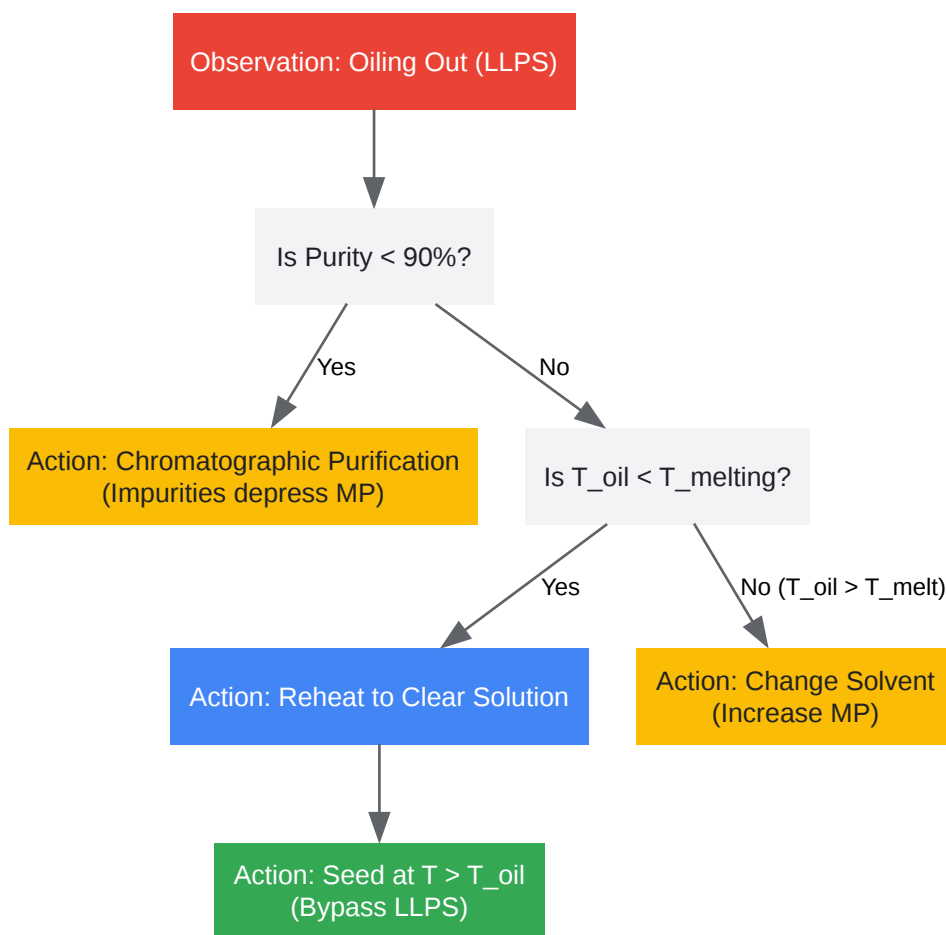 Observation: Oiling Out (LLPS)
Is Purity < 90%?
Yes
No
Action: Chromatographic Purification
(Impurities depress MP)
Is T_oil < T_melting?
Yes
No (T_oil > T_melt)
Action: Reheat to Clear Solution
Action: Change Solvent
(Increase MP)
Action: Seed at T > T_oil
(Bypass LLPS)